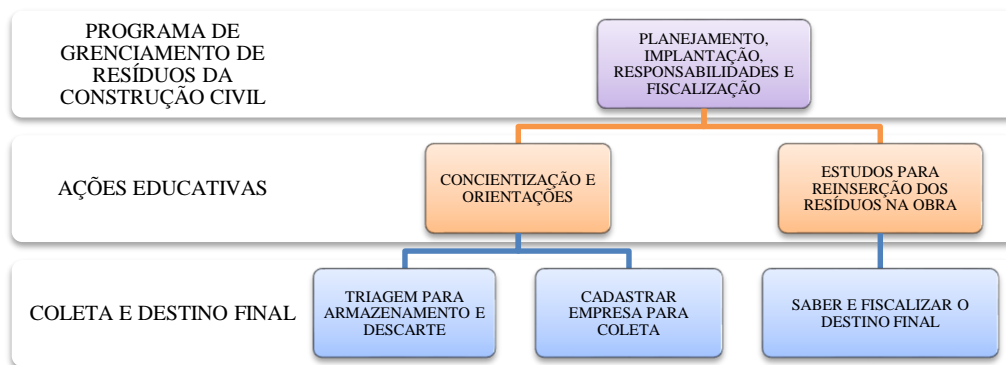 PROGRAMA DE
GRENCIAMENTO DE
RESÍDUOS DA
CONSTRUÇÃO CIVIL
PLANEJAMENTO,
IMPLANTAÇÃO,
RESPONSABILIDADES E
FISCALIZAÇÃO
AÇÕES EDUCATIVAS
CONCIENTIZAÇÃO E
ORIENTAÇÕES
ESTUDOS PARA
REINSERÇÃO DOS
RESÍDUOS NA OBRA
COLETA E DESTINO FINAL
TRIAGEM PARA
ARMAZENAMENTO E
DESCARTE
CADASTRAR
EMPRESA PARA
COLETA
SABER E FISCALIZAR O
DESTINO FINAL